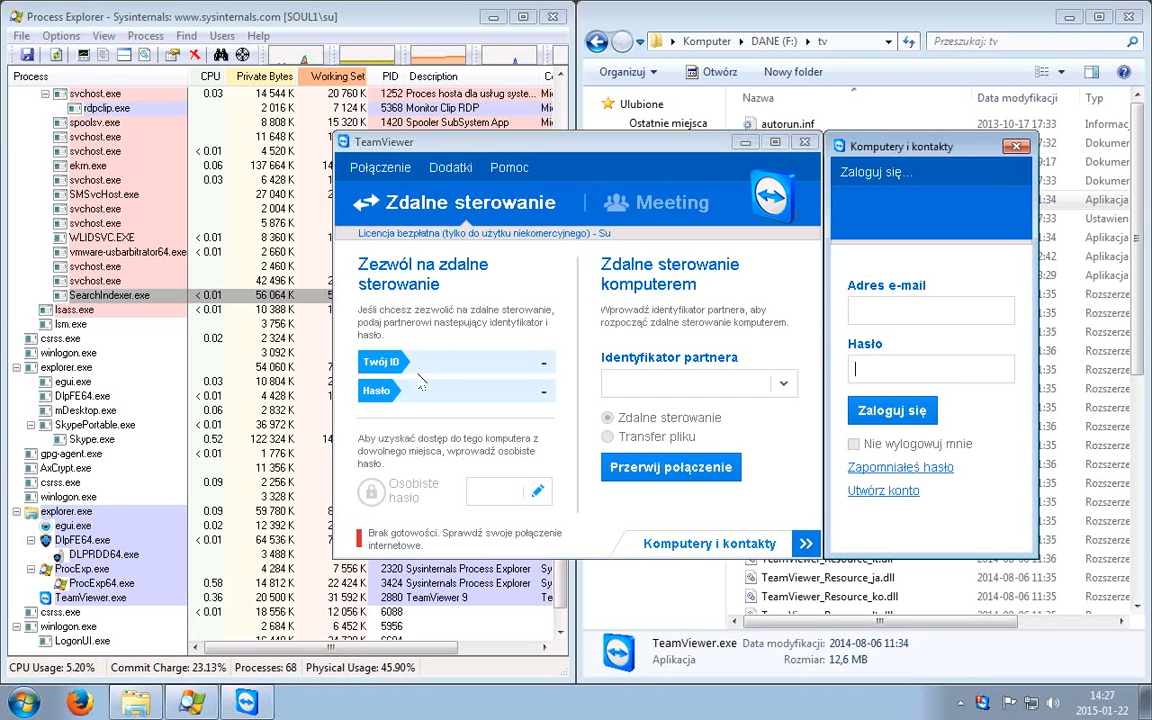 Process Explorer - Sysinternals: www.sysinternals.com [SOUL1\su]
File Options View Process Find Users Help
Process CPU Private Bytes Working Set PID Description
svchost.exe 0.03 14 544 K 20 760 K 1252 Proces hosta dla usług syste...
rdpclip.exe 2 016 K 7 124 K 5368 Monitor Clip RDP
spoolsv.exe 8 808 K 15 320 K 1420 Spooler SubSystem App
svchost.exe 11 648 K
svchost.exe < 0.01 4 520 K
ekrn.exe 0.06 137 664 K
svchost.exe 0.03 6 428 K
SMSvcHost.exe 27 040 K
svchost.exe 2 004 K
svchost.exe 5 876 K
WLIDSVC.EXE < 0.01 8 360 K
vmware-usbarbitrator64.exe < 0.01 2 660 K
svchost.exe 2 460 K
svchost.exe 42 496 K
SearchIndexer.exe < 0.01 56 064 K
lsass.exe < 0.01 10 388 K
lsm.exe 3 756 K
csrss.exe 0.02 2 324 K
winlogon.exe 3 092 K
explorer.exe 54 060 K
egui.exe 0.03 10 804 K
DlpFE64.exe 0.02 8 396 K
mDesktop.exe 0.06 2 832 K
SkypePortable.exe < 0.01 36 972 K
Skype.exe 0.52 122 324 K
gpg-agent.exe < 0.01 1 776 K
AxCrypt.exe 11 356 K
csrss.exe 0.09 2 256 K
winlogon.exe 3 068 K
explorer.exe 0.09 59 780 K
egui.exe 0.02 12 392 K
DlpFE64.exe 0.06 32 540 K
DLPRDD64.exe 3 488 K
ProcExp.exe 4 284 K 7 556 K 2320 Sysinternals Process Explorer
ProcExp64.exe 0.58 14 812 K 22 424 K 3424 Sysinternals Process Explorer
TeamViewer.exe 0.36 20 500 K 31 592 K 2880 TeamViewer 9
csrss.exe < 0.01 18 556 K 12 056 K 6088
winlogon.exe 2 684 K 6 452 K 5956
LogonUI.exe
CPU Usage: 5.20% Commit Charge: 23.13% Processes: 68 Physical Usage: 45.90%
Komputer DANE (F:) tv
Przeszukaj: tv
Organizuj Otwórz Nowy folder
Ulubione
Ostatnie miejsca
Nazwa Data modyfikacji Typ
autorun.inf 2013-10-17 17:33 Informac
TeamViewer
Połączenie Dodatki Pomoc
Zdalne sterowanie Meeting
Licencja bezpłatna (tylko do użytku niekomercyjnego) - Su
Zezwól na zdalne
sterowanie
Jeśli chcesz zezwolić na zdalne sterowanie,
podaj partnerowi następujący identyfikator i
hasło.
Twój ID -
Hasło -
Aby uzyskać dostęp do tego komputera z
dowolnego miejsca, wprowadź osobiste
hasło.
Osobiste
hasło
Brak gotowości. Sprawdź swoje połączenie
internetowe.
Zdalne sterowanie
komputerem
Wprowadź identyfikator partnera, aby
rozpocząć zdalne sterowanie komputerem.
Identyfikator partnera
Zdalne sterowanie
Transfer pliku
Przerwij połączenie
Komputery i kontakty
Komputery i kontakty
Zaloguj się...
Adres e-mail
Hasło
Zaloguj się
Nie wylogowuj mnie
Zapomniałeś hasło
Utwórz konto
TeamViewer_Resource_ja.dll 2014-08-06 11:35 Rozszerze
TeamViewer_Resource_ko.dll 2014-08-06 11:35 Rozszerze
TeamViewer.exe Data modyfikacji: 2014-08-06 11:34
Aplikacja Rozmiar: 12,6 MB
14:27
2015-01-22